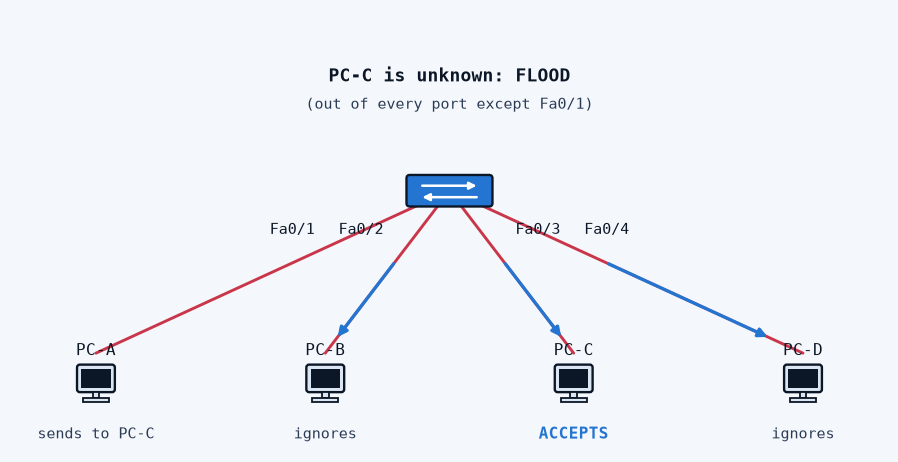 PC-C is unknown: FLOOD
(out of every port except Fa0/1)
Fa0/1 Fa0/2 Fa0/3 Fa0/4
PC-A PC-B PC-C PC-D
sends to PC-C ignores ACCEPTS ignores